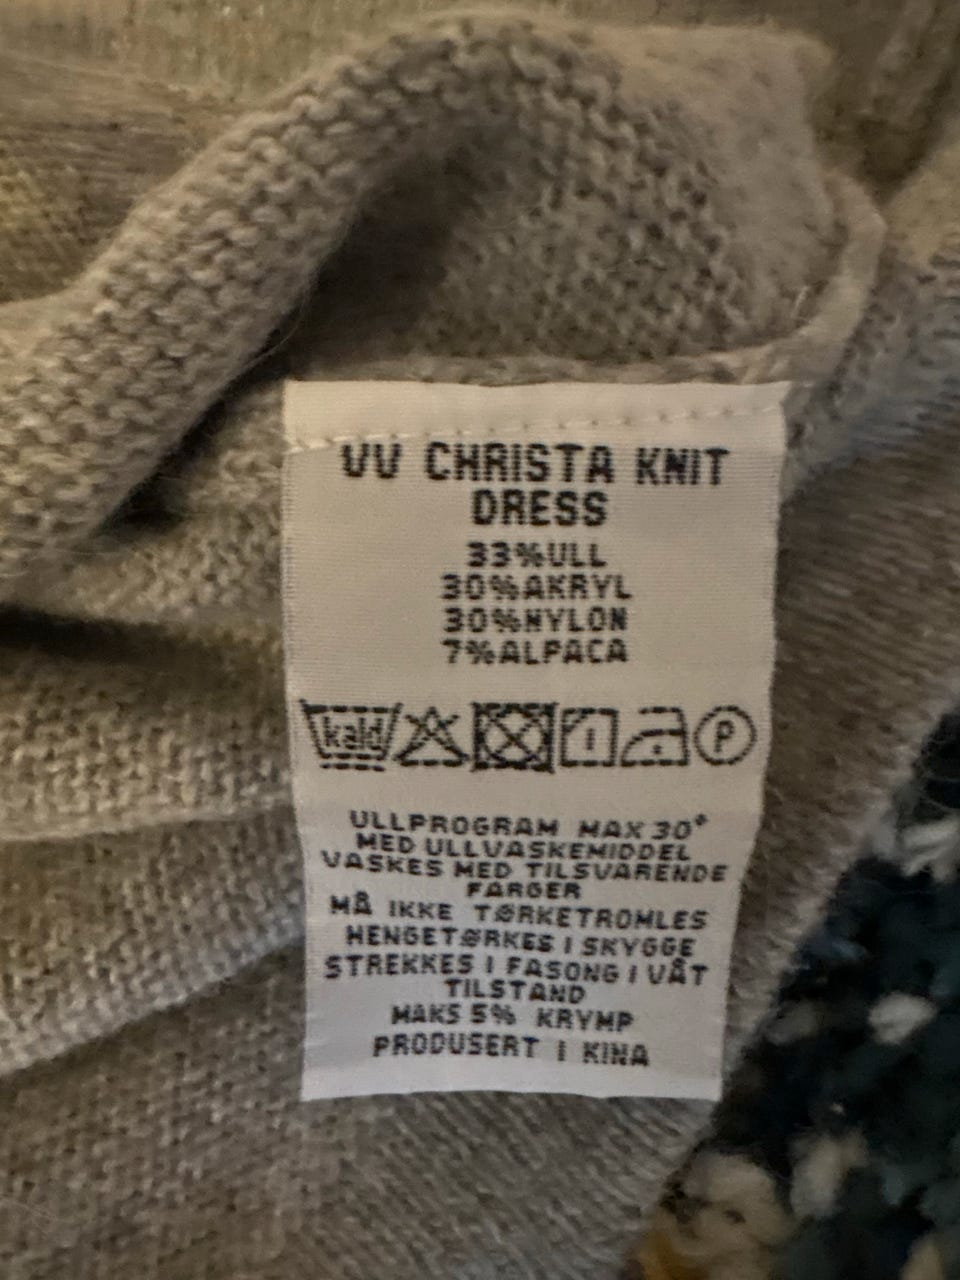 VV CHRISTA KNIT
DRESS
33%ULL
30%AKRYL
30%NYLON
7%ALPACA
kald P
ULLPROGRAM MAX 30°
MED ULLVASKEMIDDEL
VASKES MED TILSVARENDE
FARGER
MÅ IKKE TØRKETROMLES
HENGETØRKES I SKYGGE
STREKKES I FASONG I VÅT
TILSTAND
MAKS 5% KRYMP
PRODUSERT I KINA